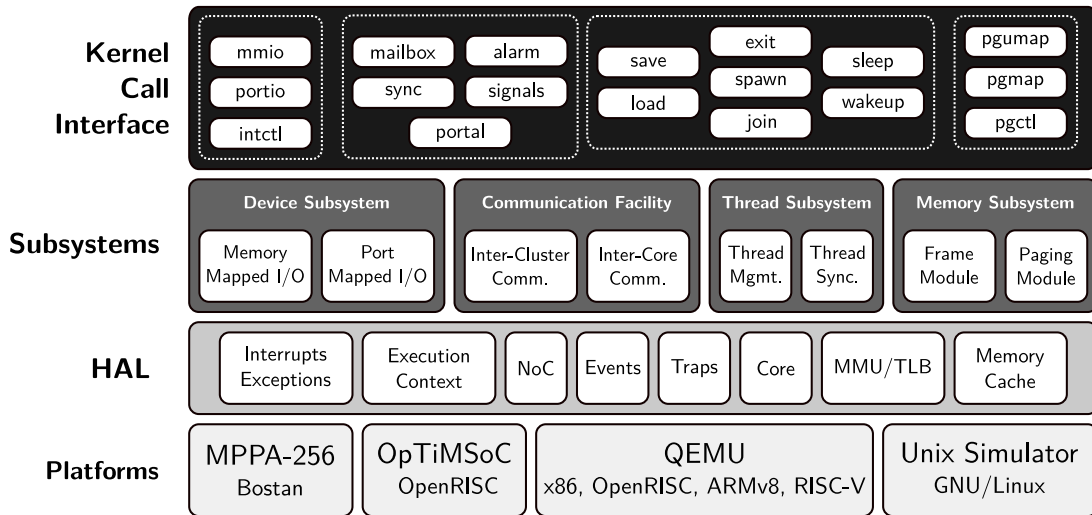 Kernel
Call
Interface
mmio
portio
intctl
mailbox
alarm
sync
signals
portal
save
load
exit
spawn
join
sleep
wakeup
pgumap
pgmap
pgctl
Subsystems
Device Subsystem
Memory
Mapped I/O
Port
Mapped I/O
Communication Facility
Inter-Cluster
Comm.
Inter-Core
Comm.
Thread Subsystem
Thread
Mgmt.
Thread
Sync.
Memory Subsystem
Frame
Module
Paging
Module
HAL
Interrupts
Exceptions
Execution
Context
NoC
Events
Traps
Core
MMU/TLB
Memory
Cache
Platforms
MPPA-256
Bostan
OpTiMSoC
OpenRISC
QEMU
x86, OpenRISC, ARMv8, RISC-V
Unix Simulator
GNU/Linux